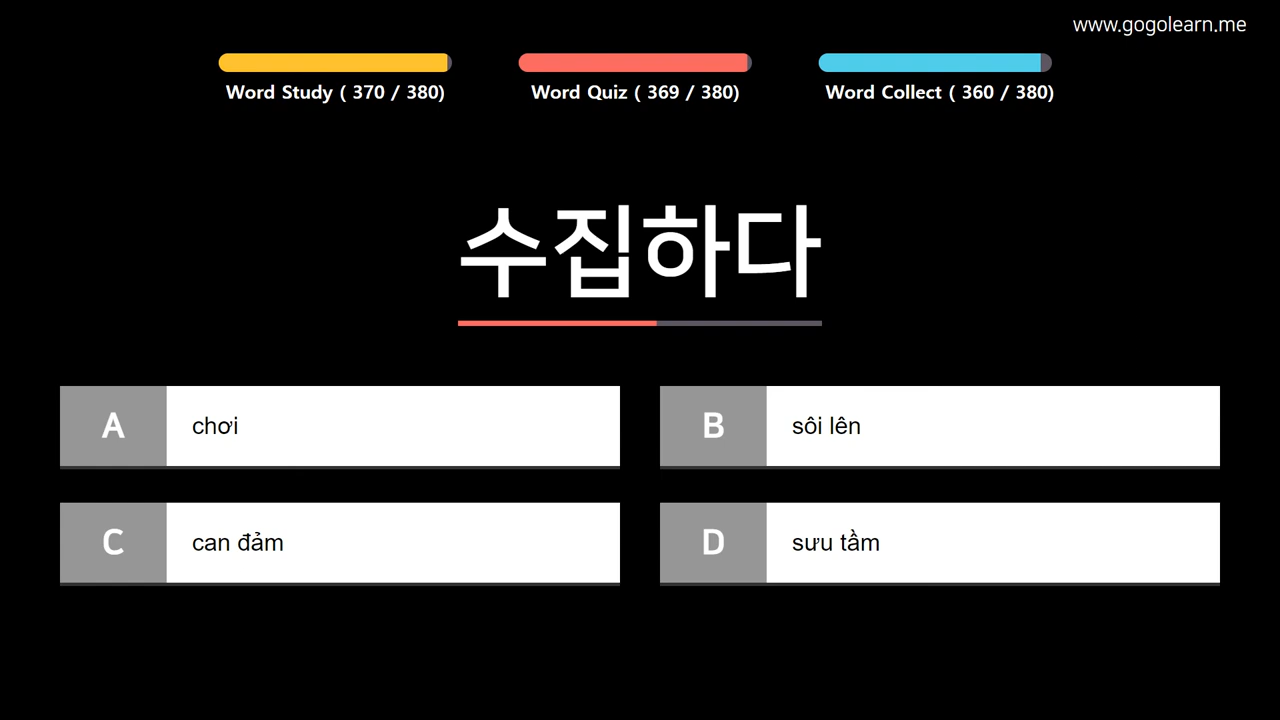 www.gogolearn.me
Word Study ( 370 / 380)
Word Quiz ( 369 / 380)
Word Collect ( 360 / 380)
수집하다
A chơi
B sôi lên
C can đảm
D sưu tầm